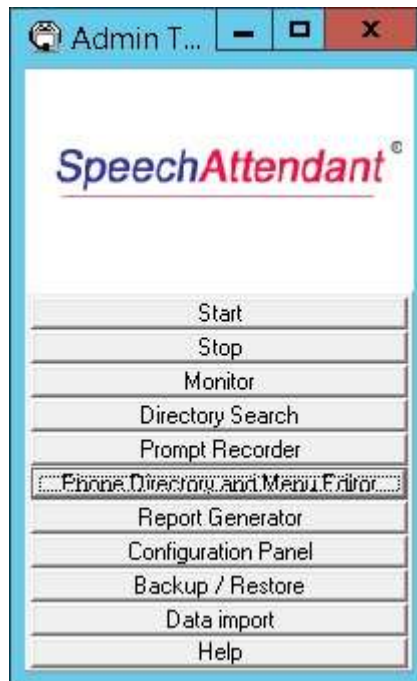 Admin T...
SpeechAttendant©
Start
Stop
Monitor
Directory Search
Prompt Recorder
Phone Directory and Menu Editor
Report Generator
Configuration Panel
Backup / Restore
Data import
Help